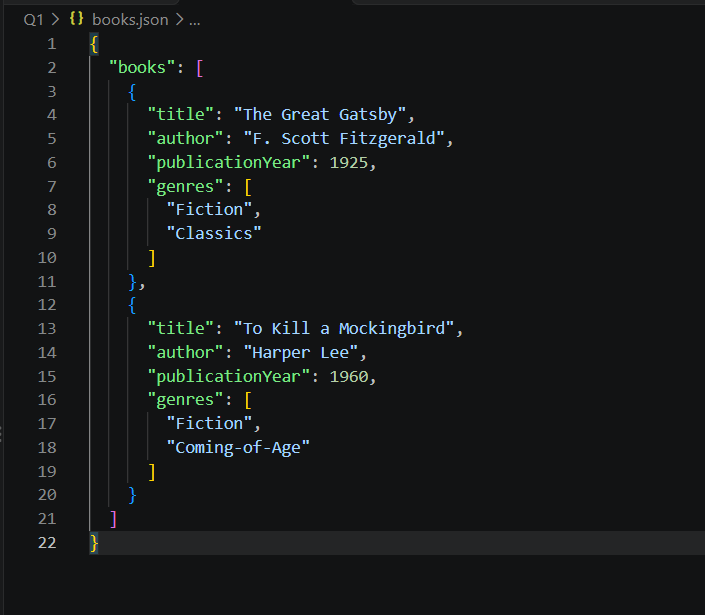 Q1 > {} books.json > ...
1 {
2 "books": [
3 {
4 "title": "The Great Gatsby",
5 "author": "F. Scott Fitzgerald",
6 "publicationYear": 1925,
7 "genres": [
8 "Fiction",
9 "Classics"
10 ]
11 },
12 {
13 "title": "To Kill a Mockingbird",
14 "author": "Harper Lee",
15 "publicationYear": 1960,
16 "genres": [
17 "Fiction",
18 "Coming-of-Age"
19 ]
20 }
21 ]
22 }